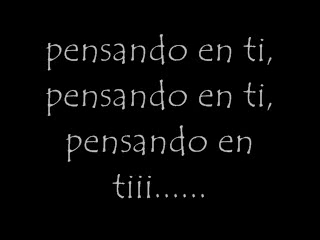 pensando en ti,
pensando en ti,
pensando en
tiii......